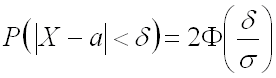 P(|X − a| < δ) = 2Φ(δ/σ)